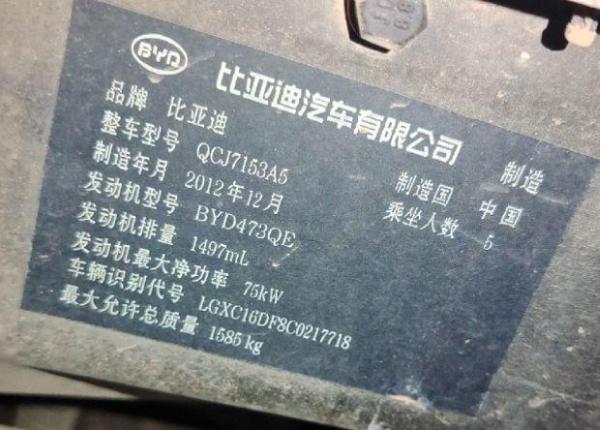 BYD
比亚迪汽车有限公司 制造
品牌 比亚迪
整车型号 QCJ7153A5 制造国 中国
制造年月 2012年12月 乘坐人数 5
发动机型号 BYD473QE
发动机排量 1497mL
发动机最大净功率 75kW
车辆识别代号 LGXC16DF8C0217718
最大允许总质量 1585kg